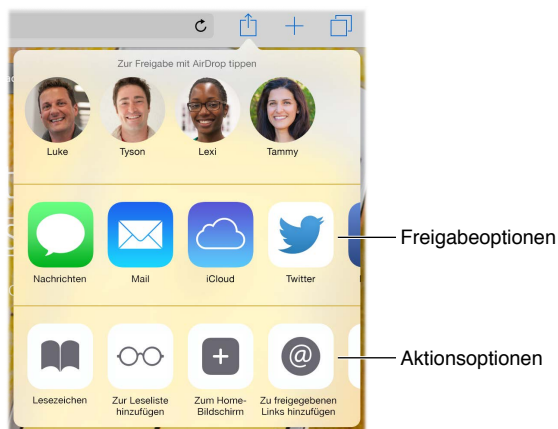 Zur Freigabe mit AirDrop tippen
Luke
Tyson
Lexi
Tammy
Nachrichten
Mail
iCloud
Twitter
Freigabeoptionen
Lesezeichen
Zur Leseliste
hinzufügen
Zum Home-
Bildschirm
Zu freigegebenen
Links hinzufügen
@
Aktionsoptionen